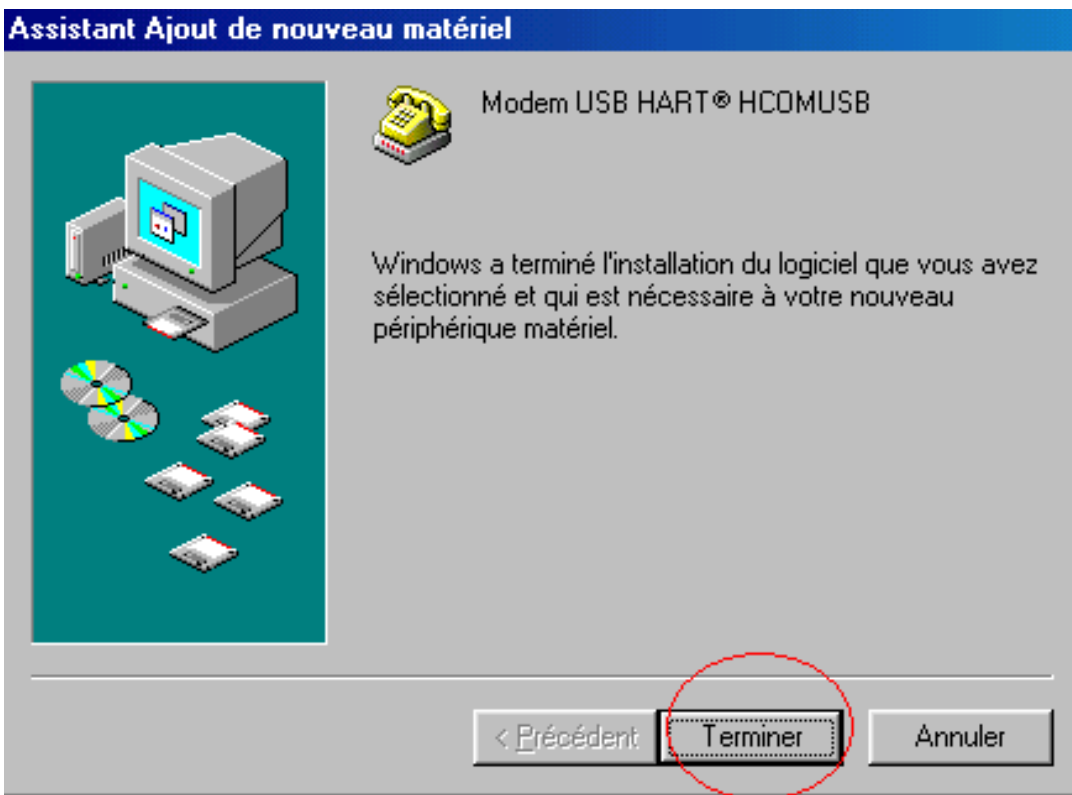 Assistant Ajout de nouveau matériel
Modem USB HART® HCOMUSB
Windows a terminé l'installation du logiciel que vous avez
sélectionné et qui est nécessaire à votre nouveau
périphérique matériel.
< Précédent Terminer Annuler